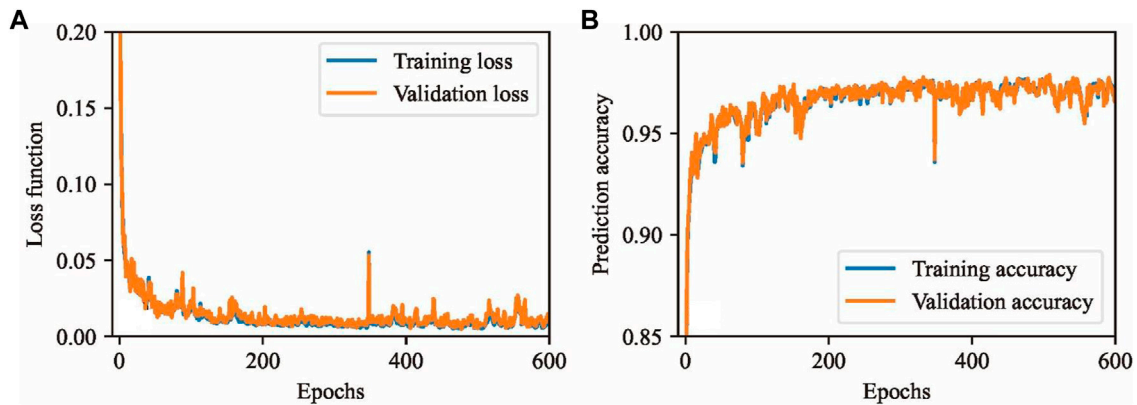 A
0.20
0.15
0.10
0.05
0.00
Loss function
Training loss
Validation loss
0 200 400 600
Epochs
B
1.00
0.95
0.90
0.85
Prediction accuracy
Training accuracy
Validation accuracy
0 200 400 600
Epochs